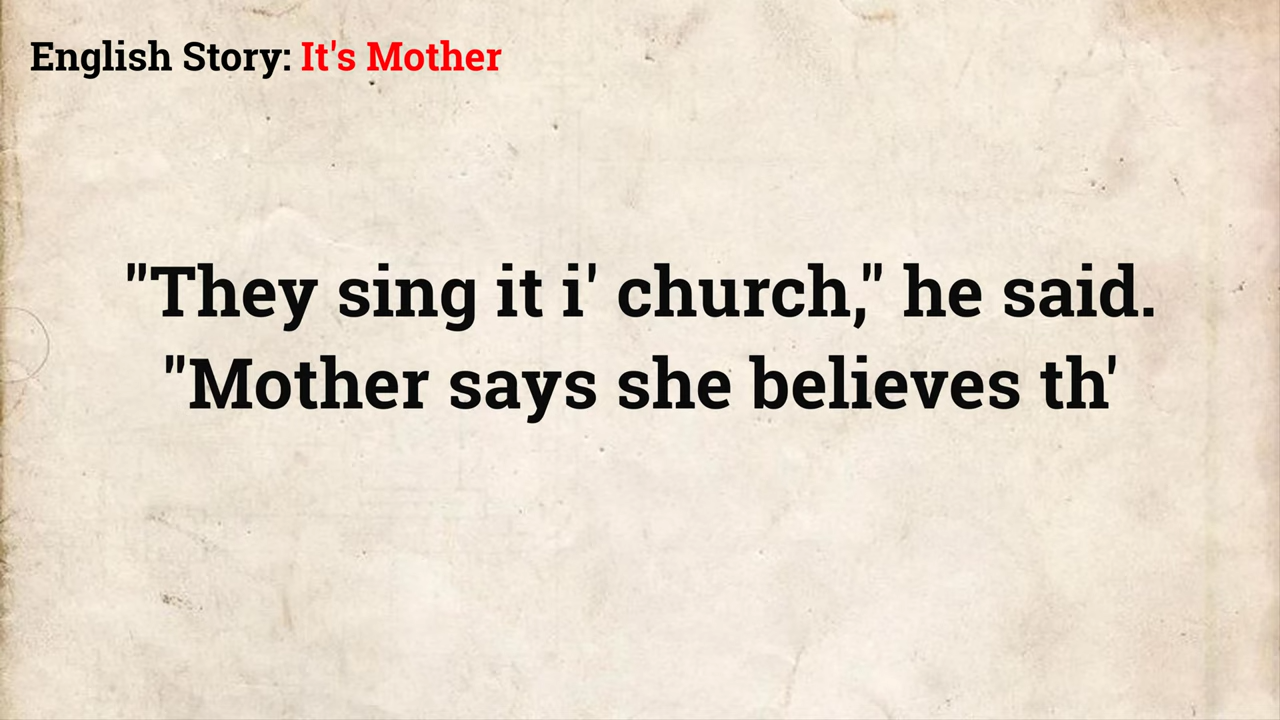 English Story: It's Mother
"They sing it i' church," he said.
"Mother says she believes th'